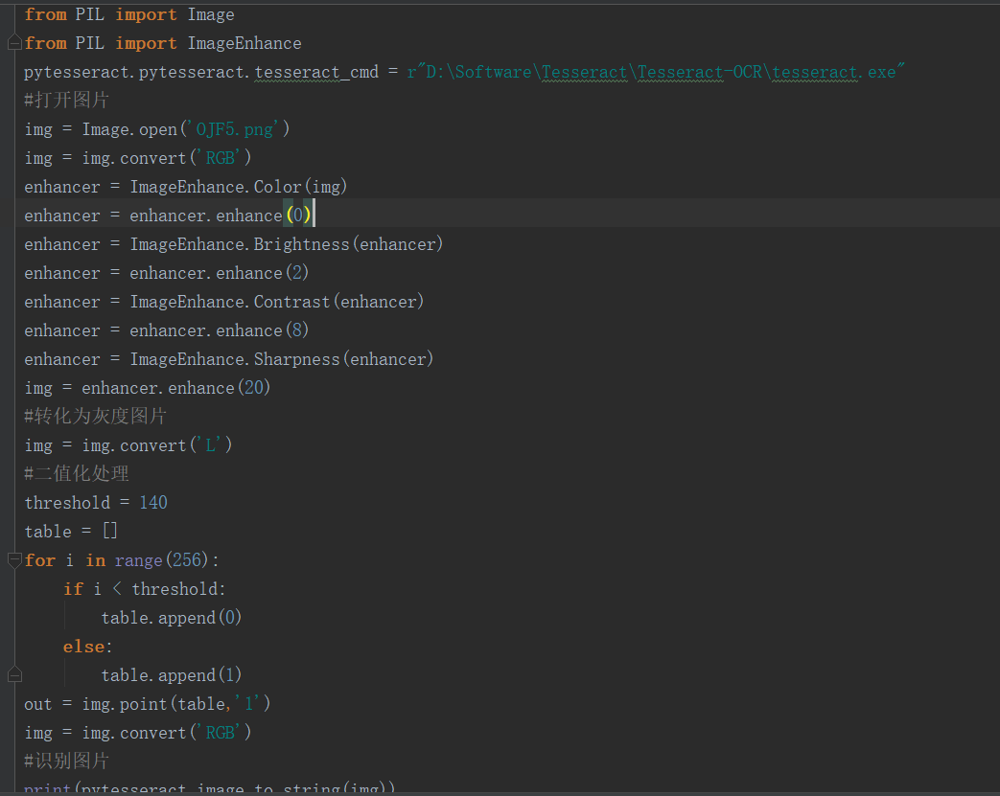 from PIL import Image
from PIL import ImageEnhance
pytesseract.pytesseract.tesseract_cmd = r"D:\Software\Tesseract\Tesseract-OCR\tesseract.exe"
#打开图片
img = Image.open('OJF5.png')
img = img.convert('RGB')
enhancer = ImageEnhance.Color(img)
enhancer = enhancer.enhance(0)
enhancer = ImageEnhance.Brightness(enhancer)
enhancer = enhancer.enhance(2)
enhancer = ImageEnhance.Contrast(enhancer)
enhancer = enhancer.enhance(8)
enhancer = ImageEnhance.Sharpness(enhancer)
img = enhancer.enhance(20)
#转化为灰度图片
img = img.convert('L')
#二值化处理
threshold = 140
table = []
for i in range(256):
    if i < threshold:
        table.append(0)
    else:
        table.append(1)
out = img.point(table,'1')
img = img.convert('RGB')
#识别图片
print(pytesseract.image_to_string(img))